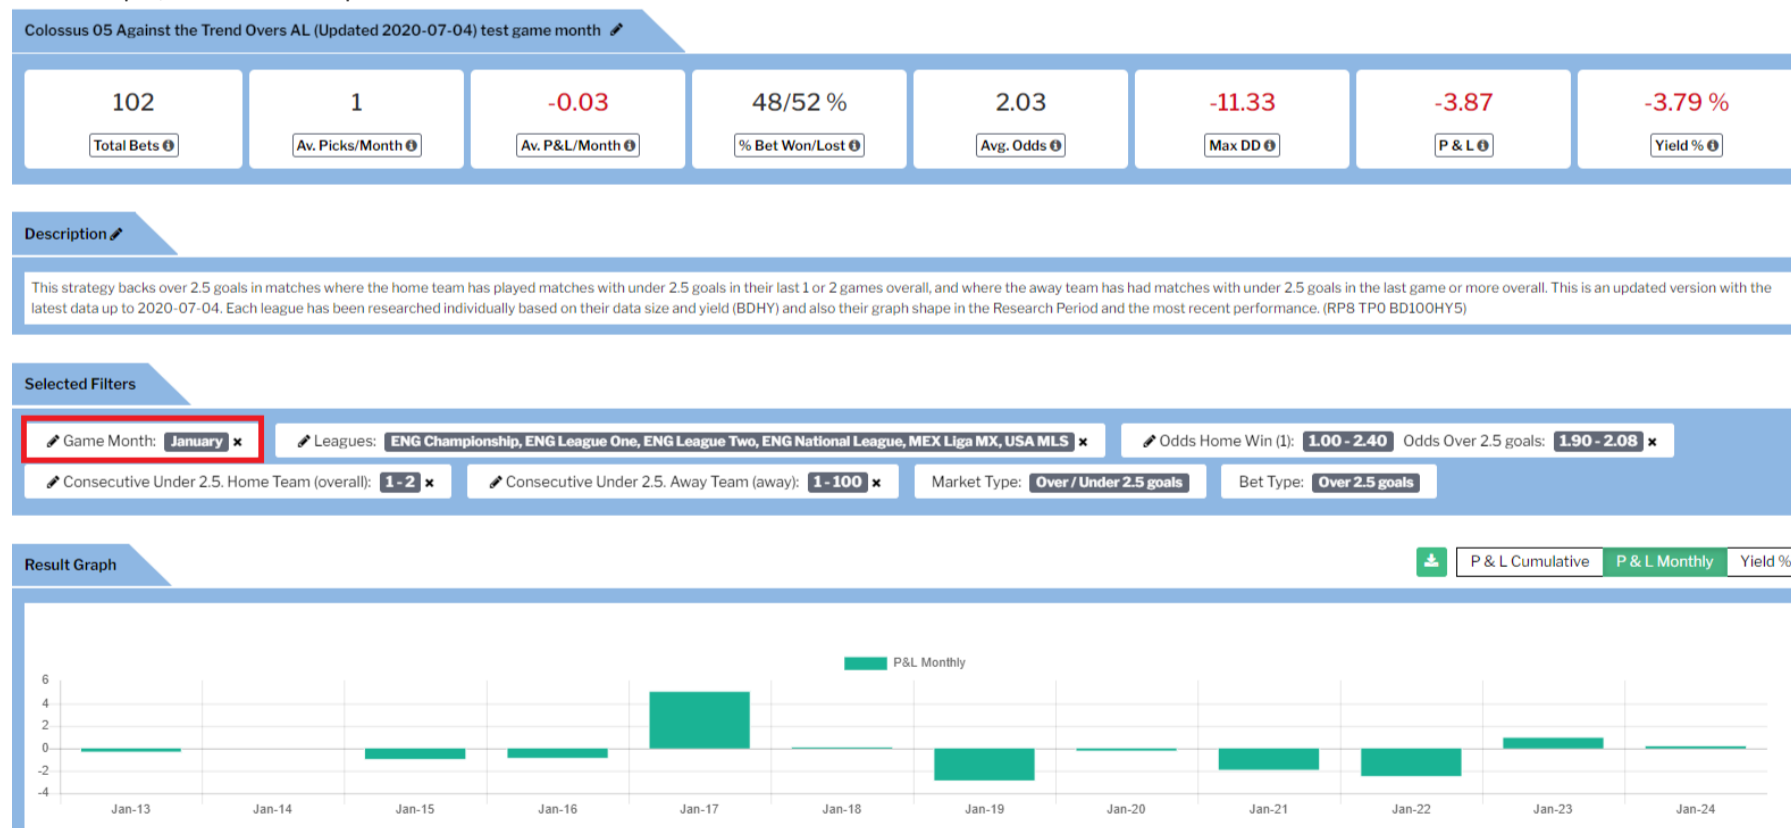 Colossus 05 Against the Trend Overs AL (Updated 2020-07-04) test game month
102 1 -0.03 48/52 % 2.03 -11.33 -3.87 -3.79 %
Total Bets Av. Picks/Month Av. P&L/Month % Bet Won/Lost Avg. Odds Max DD P & L Yield %
Description
This strategy backs over 2.5 goals in matches where the home team has played matches with under 2.5 goals in their last 1 or 2 games overall, and where the away team has had matches with under 2.5 goals in the last game or more overall. This is an updated version with the
latest data up to 2020-07-04. Each league has been researched individually based on their data size and yield (BDHY) and also their graph shape in the Research Period and the most recent performance. (RP8 TP0 BD100HY5)
Selected Filters
Game Month: January × Leagues: ENG Championship, ENG League One, ENG League Two, ENG National League, MEX Liga MX, USA MLS × Odds Home Win (1): 1.00 - 2.40 Odds Over 2.5 goals: 1.90 - 2.08 ×
Consecutive Under 2.5. Home Team (overall): 1 - 2 × Consecutive Under 2.5. Away Team (away): 1 - 100 × Market Type: Over / Under 2.5 goals Bet Type: Over 2.5 goals
Result Graph P & L Cumulative P & L Monthly Yield %
P&L Monthly
6
4
2
0
-2
-4
Jan-13 Jan-14 Jan-15 Jan-16 Jan-17 Jan-18 Jan-19 Jan-20 Jan-21 Jan-22 Jan-23 Jan-24